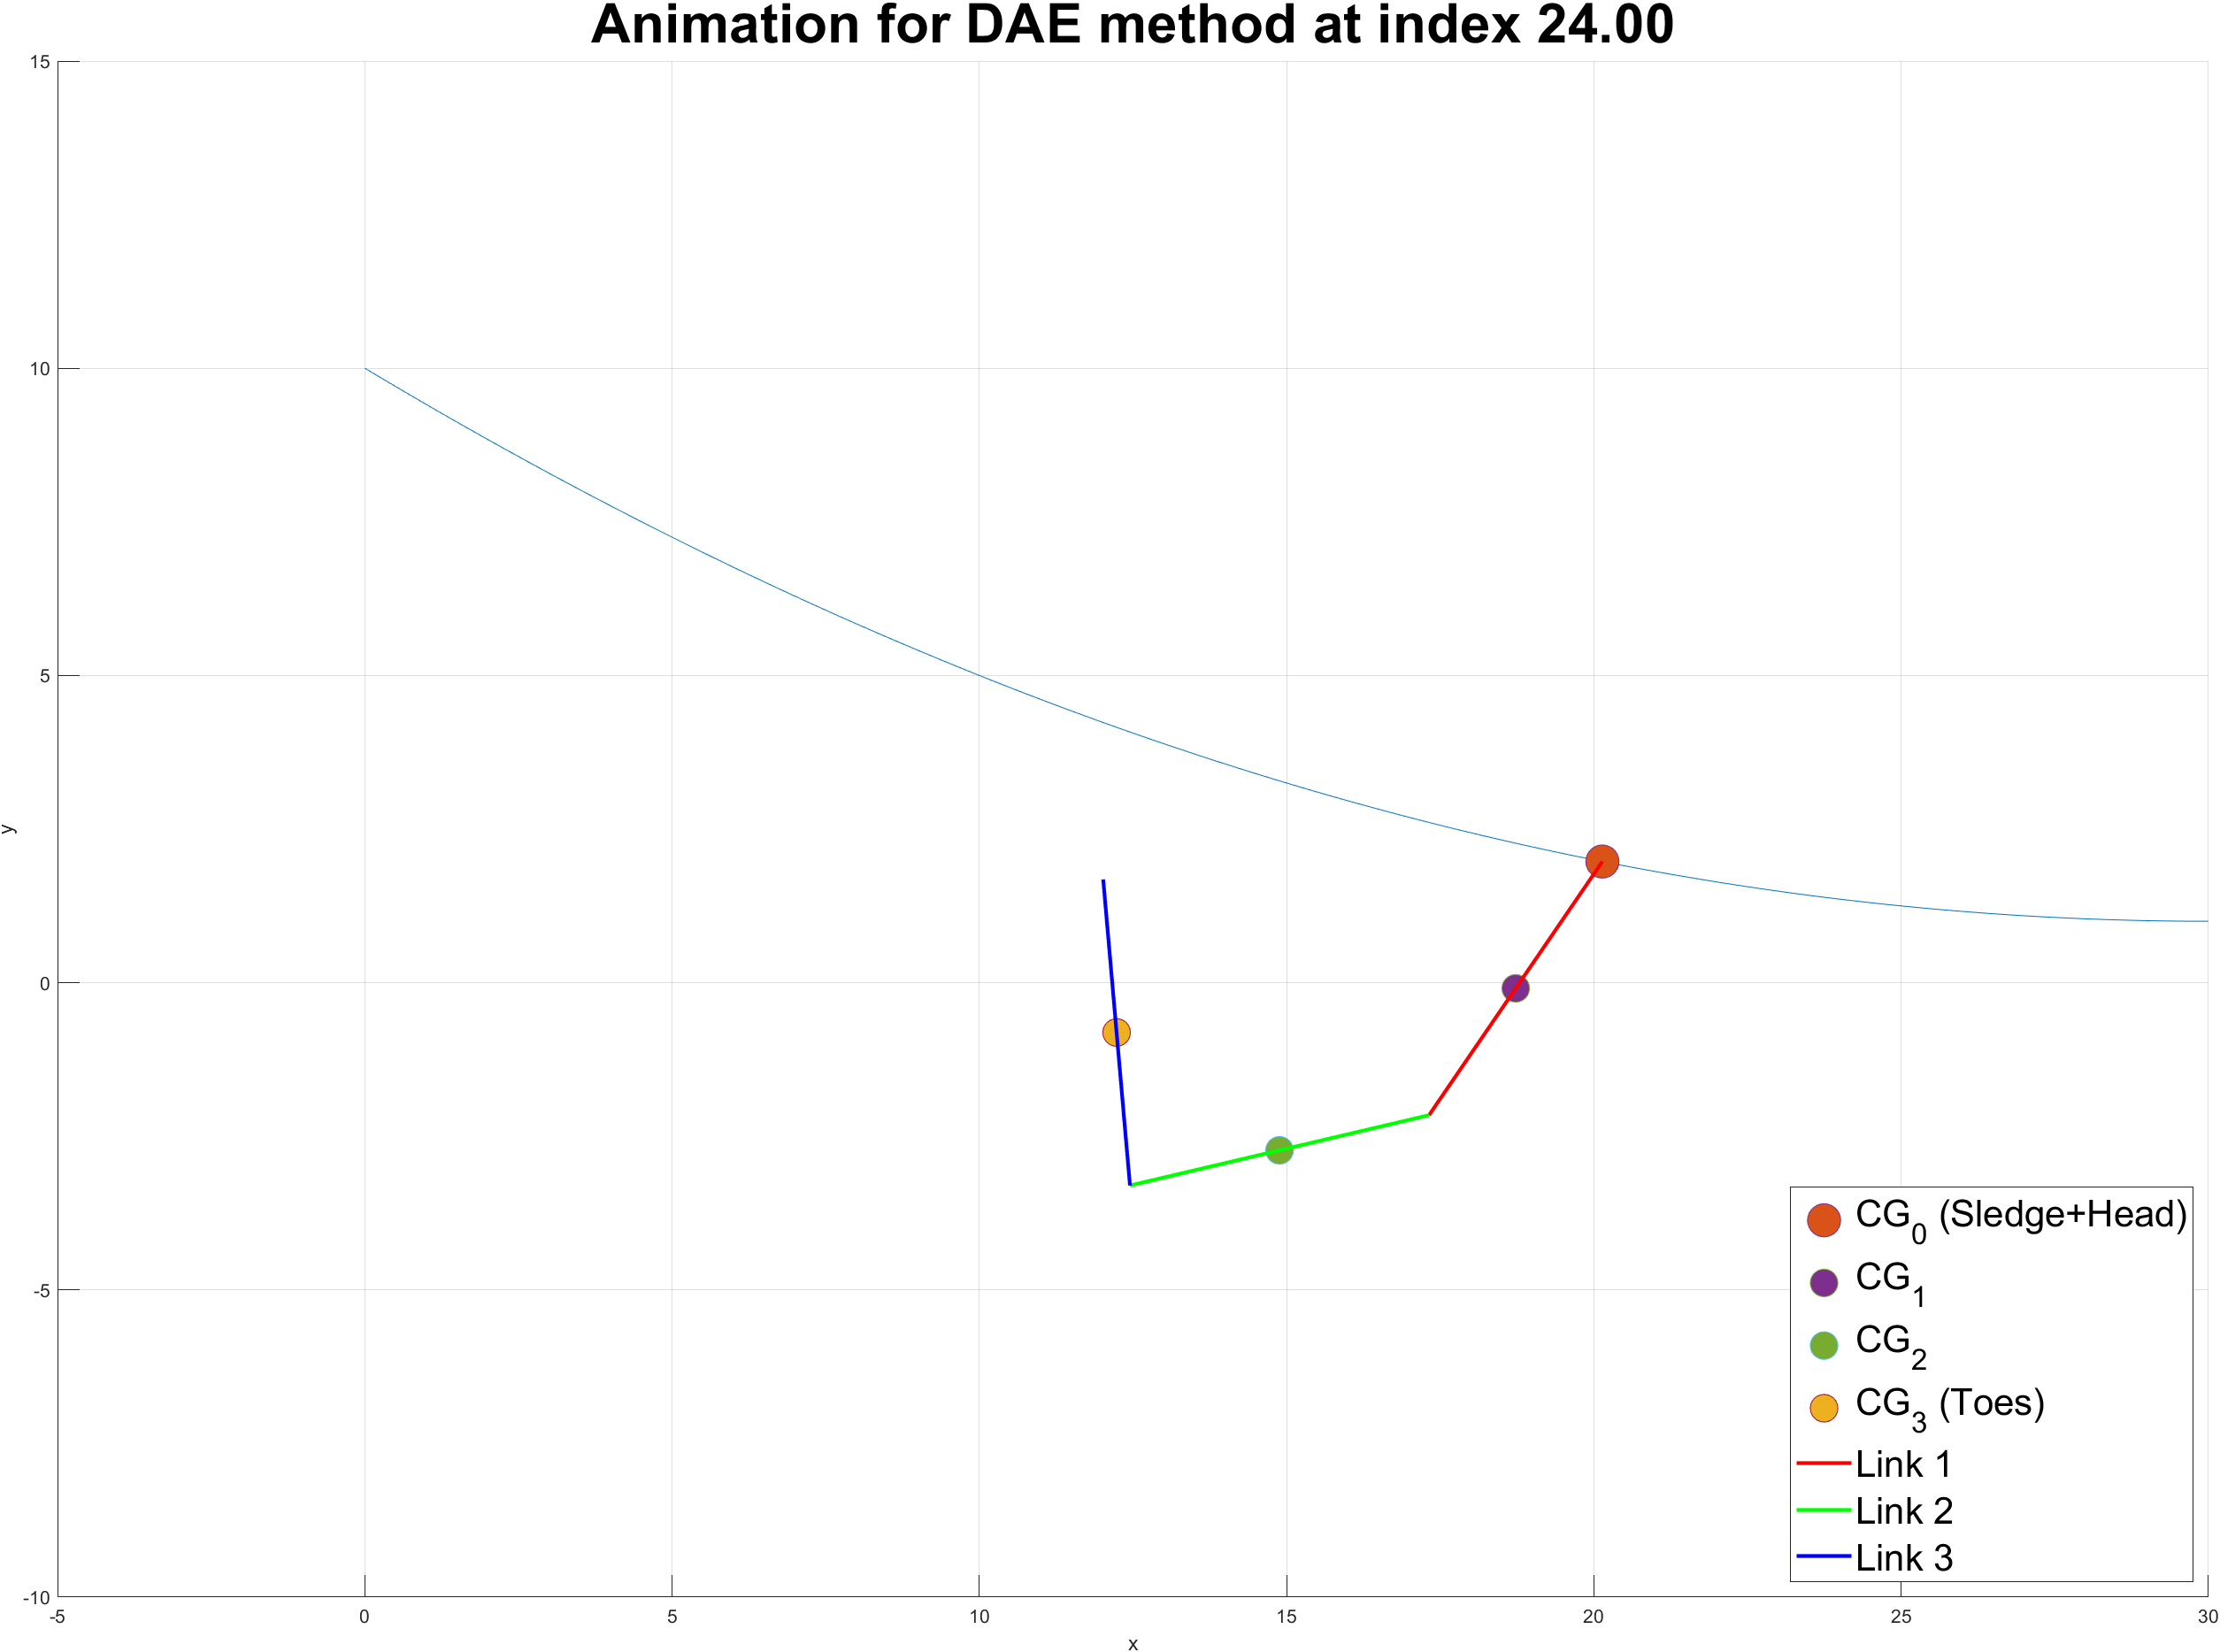 Animation for DAE method at index 24.00
15
10
5
0
-5
-10
y
-5 0 5 10 15 20 25 30
x
CG0 (Sledge+Head)
CG1
CG2
CG3 (Toes)
Link 1
Link 2
Link 3